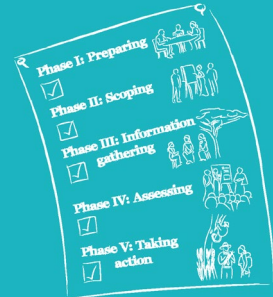 Phase I: Preparing
Phase II: Scoping
Phase III: Information
gathering
Phase IV: Assessing
Phase V: Taking
action